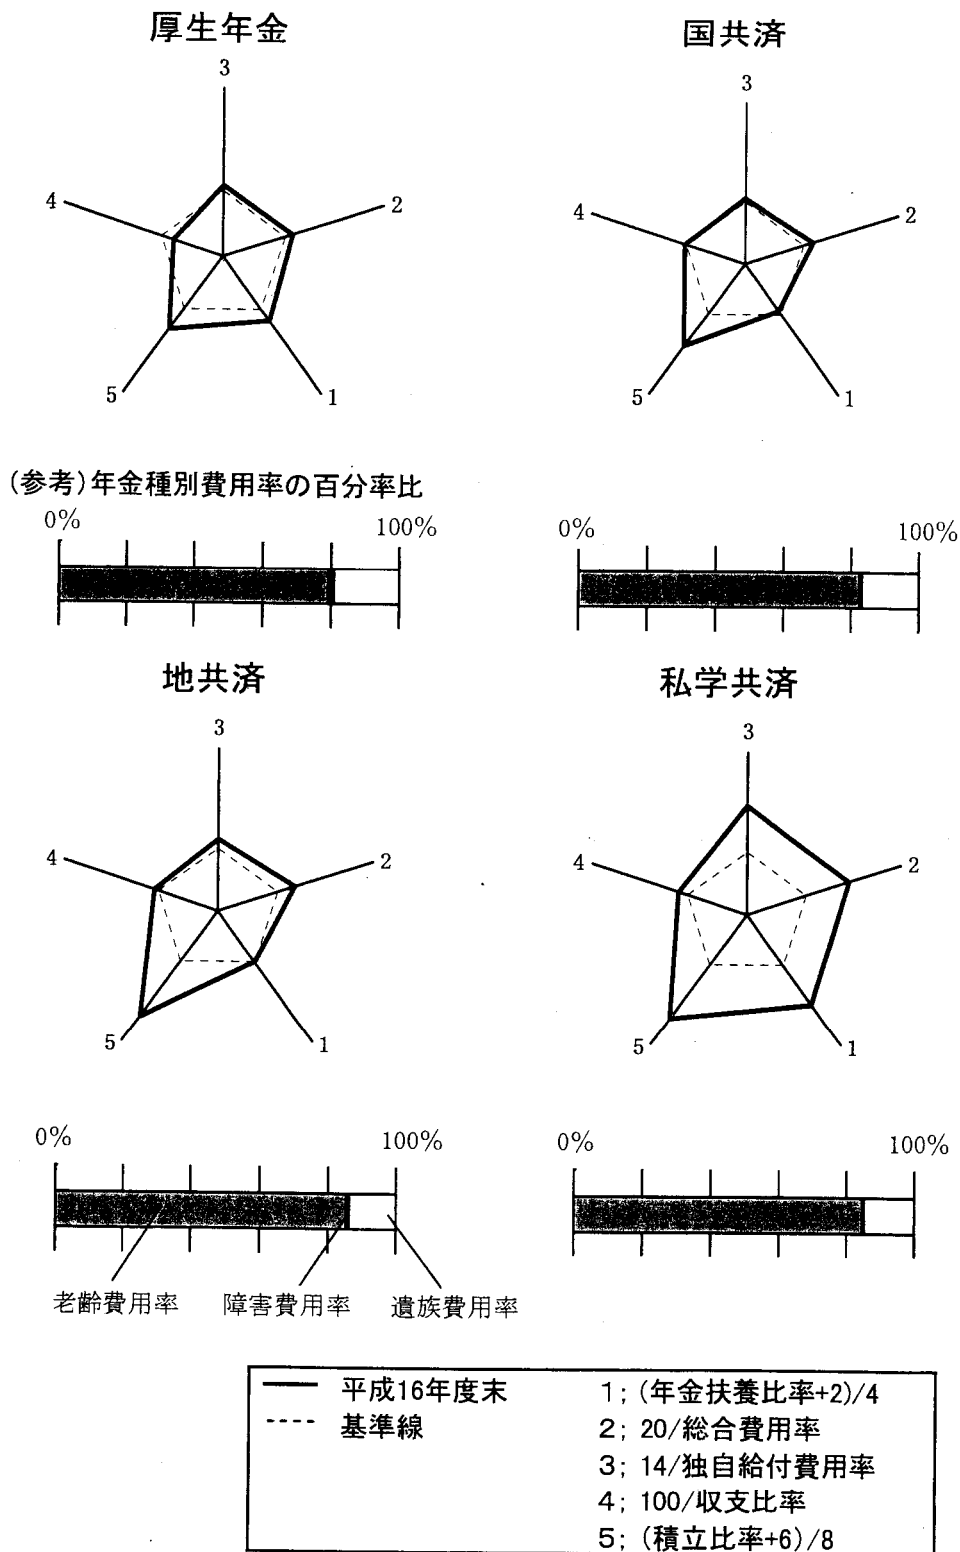 厚生年金
3
4
2
5
1
国共済
3
4
2
5
1
(参考)年金種別費用率の百分率比
0%
100%
0%
100%
地共済
3
4
2
5
1
私学共済
3
4
2
5
1
0%
100%
老齢費用率
障害費用率
遺族費用率
0%
100%
平成16年度末
基準線
1; (年金扶養比率+2)/4
2; 20/総合費用率
3; 14/独自給付費用率
4; 100/収支比率
5; (積立比率+6)/8